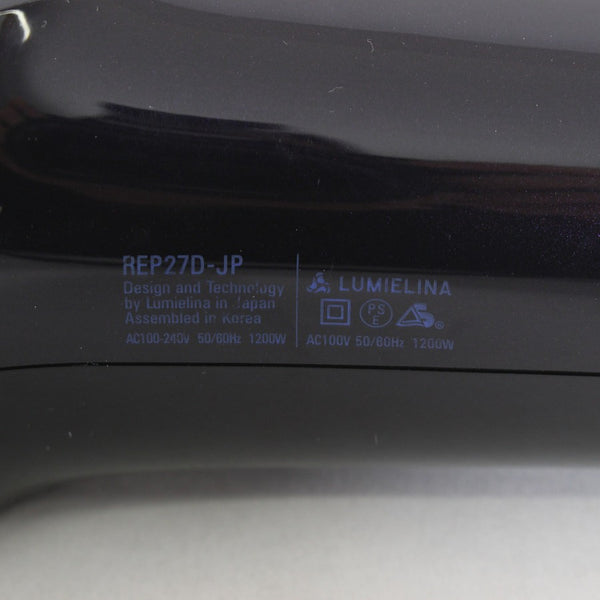 REP27D-JP
Design and Technology
by Lumielina in Japan
Assembled in Korea
AC100-240V 50/60Hz 1200W
LUMIELINA
PS
E
S
AC100V 50/60Hz 1200W